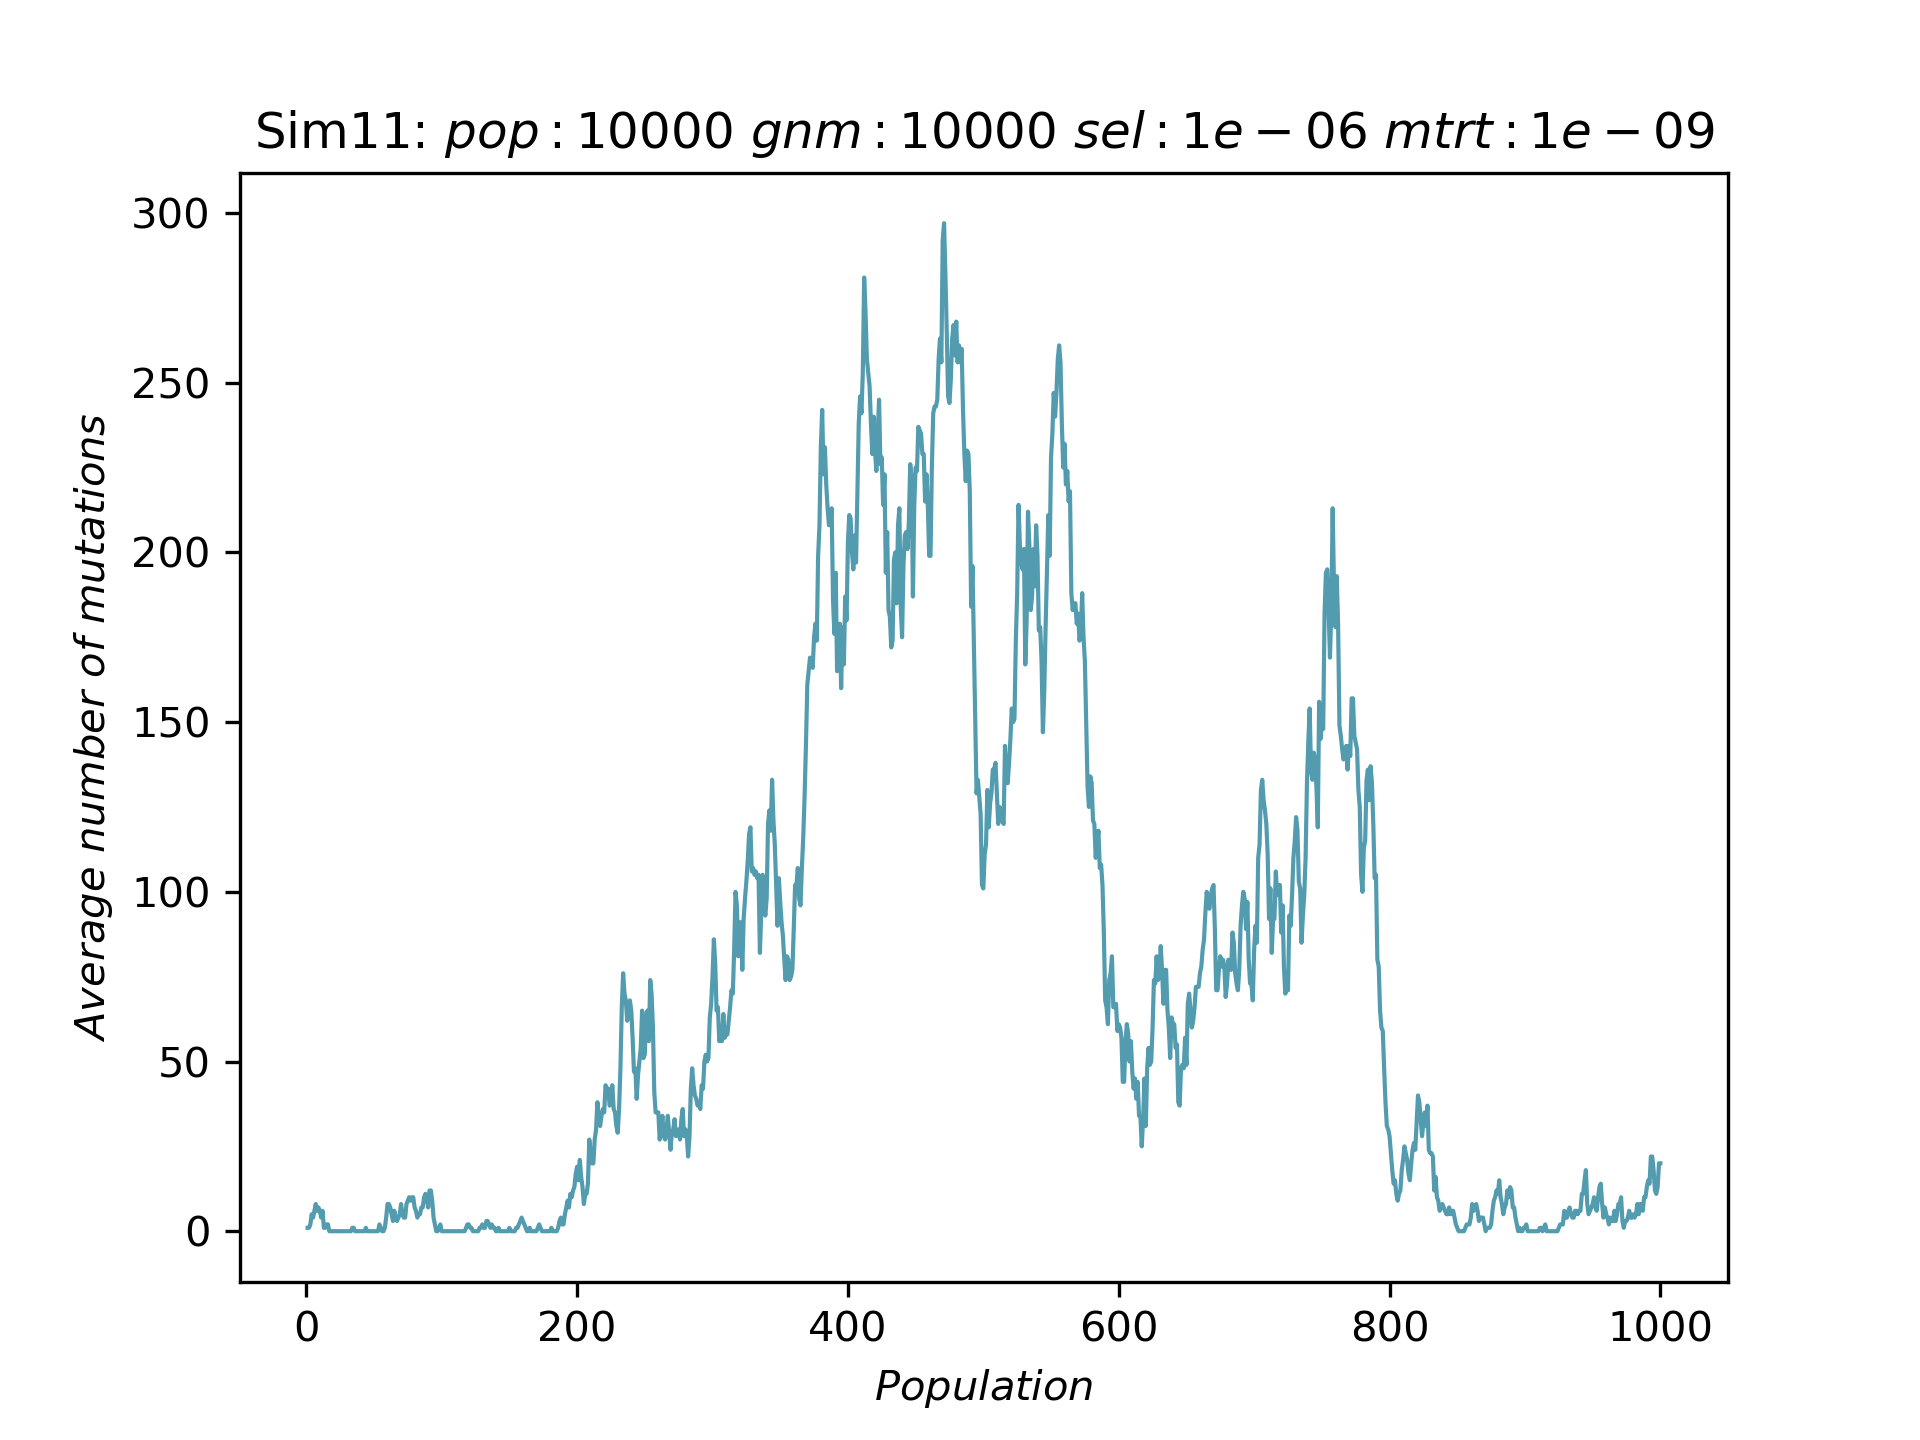 Sim11: pop : 10000 gnm : 10000 sel : 1e − 06 mtrt : 1e − 09
300
250
200
150
100
50
0
Average number of mutations
0 200 400 600 800 1000
Population